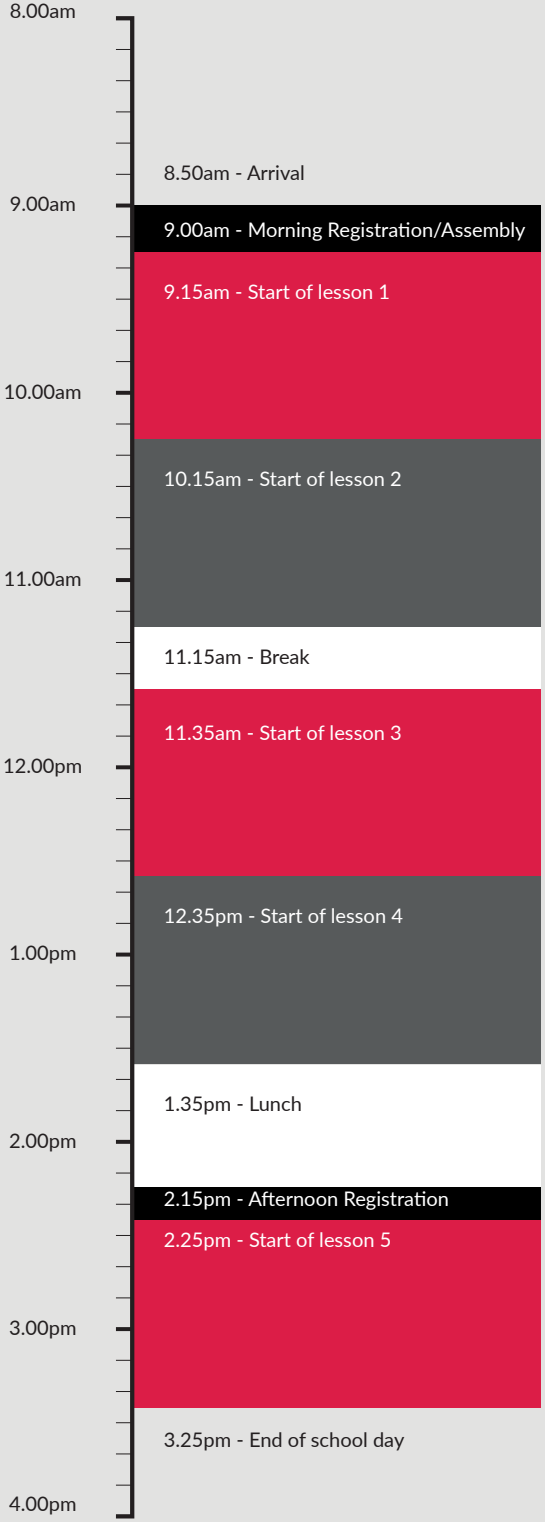 8.00am
8.50am - Arrival
9.00am
9.00am - Morning Registration/Assembly
9.15am - Start of lesson 1
10.00am
10.15am - Start of lesson 2
11.00am
11.15am - Break
11.35am - Start of lesson 3
12.00pm
12.35pm - Start of lesson 4
1.00pm
1.35pm - Lunch
2.00pm
2.15pm - Afternoon Registration
2.25pm - Start of lesson 5
3.00pm
3.25pm - End of school day
4.00pm